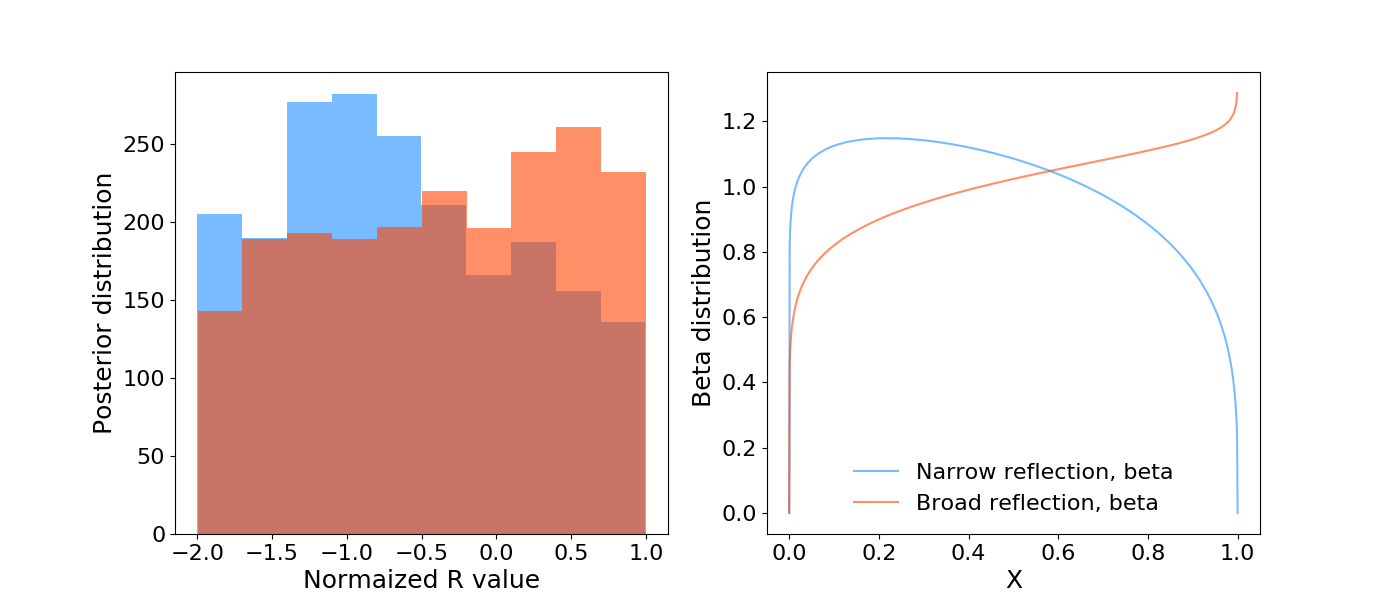 Posterior distribution
250
200
150
100
50
0
−2.0 −1.5 −1.0 −0.5 0.0 0.5 1.0
Normaized R value
Beta distribution
1.2
1.0
0.8
0.6
0.4
0.2
0.0
Narrow reflection, beta
Broad reflection, beta
0.0 0.2 0.4 0.6 0.8 1.0
X